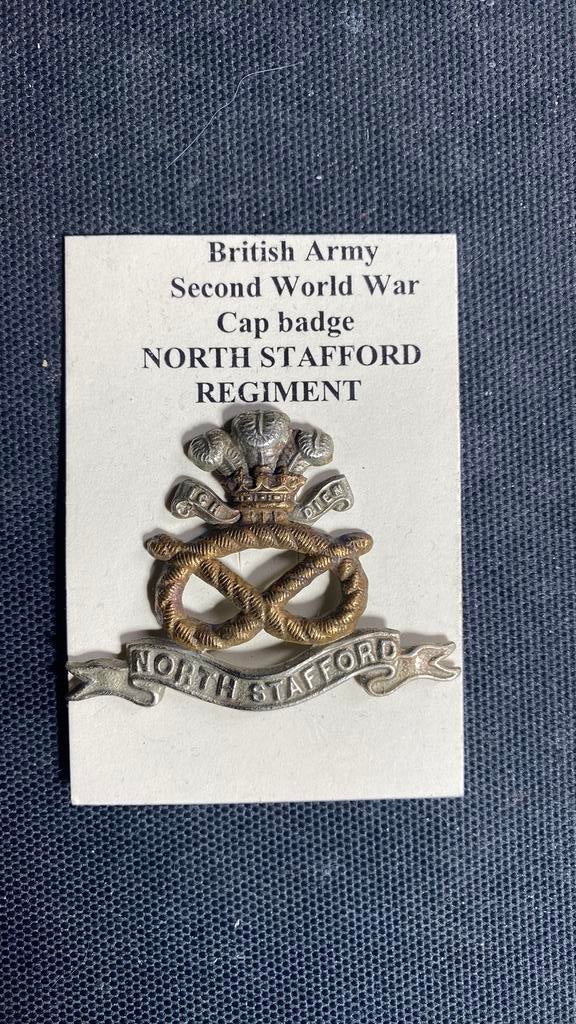 British Army
Second World War
Cap badge
NORTH STAFFORD
REGIMENT
ICH DIEN
NORTH STAFFORD